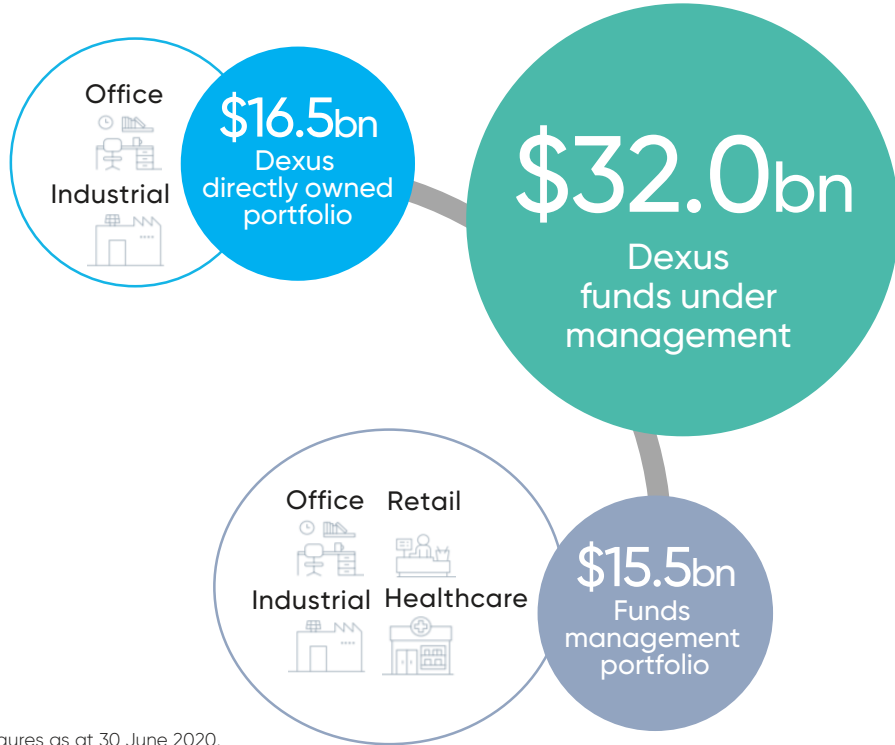 Office
Industrial
$16.5bn
Dexus
directly owned
portfolio
$32.0bn
Dexus
funds under
management
Office Retail
Industrial Healthcare
$15.5bn
Funds
management
portfolio
as at 30 June 2020.